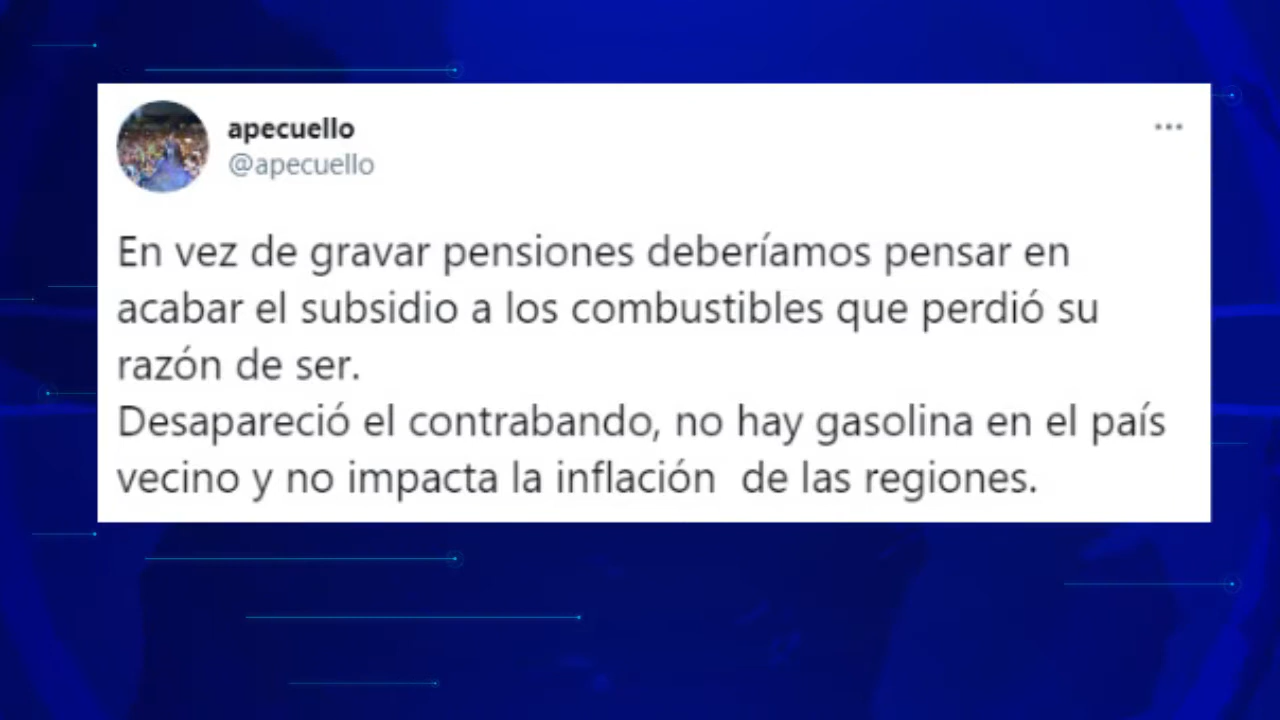 apecuello
@apecuello
En vez de gravar pensiones deberíamos pensar en
acabar el subsidio a los combustibles que perdió su
razón de ser.
Desapareció el contrabando, no hay gasolina en el país
vecino y no impacta la inflación  de las regiones.